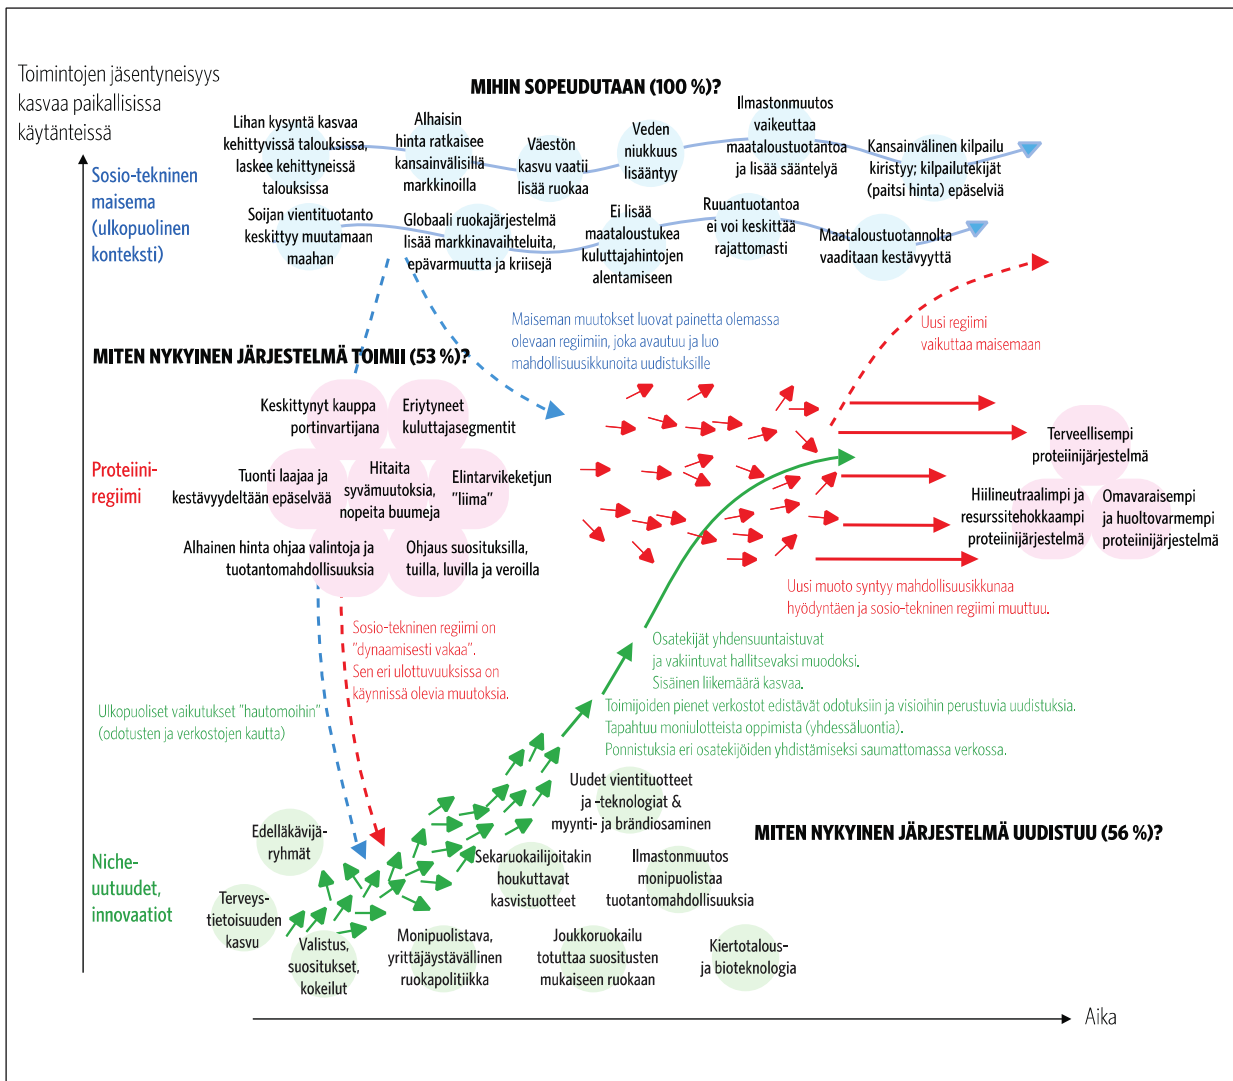 Toimintojen jäsentyneisyys
kasvaa paikallisissa
käytänteissä
MIHIN SOPEUDUTAAN (100 %)?
Sosio-tekninen
maisema
(ulkopuolinen
konteksti)
Lihan kysyntä kasvaa
kehittyvissä talouksissa,
laskee kehittyneissä
talouksissa
Alhaisin
hinta ratkaisee
kansainvälisillä
markkinoilla
Väestön
kasvu vaatii
lisää ruokaa
Veden
niukkuus
lisääntyy
Ilmastonmuutos
vaikeuttaa
maataloustuotantoa
ja lisää sääntelyä
Kansainvälinen kilpailu
kiristyy; kilpailutekijät
(paitsi hinta) epäselviä
Soijan vientituotanto
keskittyy muutamaan
maahan
Globaali ruokajärjestelmä
lisää markkinavaihteluita,
epävarmuutta ja kriisejä
Ei lisää
maataloustukea
kuluttajahintojen
alentamiseen
Ruuantuotantoa
ei voi keskittää
rajattomasti
Maataloustuotannolta
vaaditaan kestävyyttä
Maiseman muutokset luovat painetta olemassa
olevaan regiimiin, joka avautuu ja luo
mahdollisuusikkunoita uudistuksille
Uusi regiimi
vaikuttaa maisemaan
MITEN NYKYINEN JÄRJESTELMÄ TOIMII (53 %)?
Proteiini-
regiimi
Keskittynyt kauppa
portinvartijana
Eriytyneet
kuluttajasegmentit
Tuonti laajaa ja
kestävyydeltään epäselvää
Hitaita
syvämuutoksia,
nopeita buumeja
Elintarvikeketjun
"liima"
Alhainen hinta ohjaa valintoja ja
tuotantomahdollisuuksia
Ohjaus suosituksilla,
tuilla, luvilla ja veroilla
Terveellisempi
proteiinijärjestelmä
Hiilineutraalimpi ja
resurssitehokkaampi
proteiinijärjestelmä
Omavaraisempi
ja huoltovarmempi
proteiinijärjestelmä
Uusi muoto syntyy mahdollisuusikkunaa
hyödyntäen ja sosio-tekninen regiimi muuttuu.
Sosio-tekninen regiimi on
"dynaamisesti vakaa".
Sen eri ulottuvuuksissa on
käynnissä olevia muutoksia.
Osatekijät yhdensuuntaistuvat
ja vakiintuvat hallitsevaksi muodoksi.
Sisäinen liikemäärä kasvaa.
Toimijoiden pienet verkostot edistävät odotuksiin ja visioihin perustuvia uudistuksia.
Tapahtuu moniulotteista oppimista (yhdessäluontia).
Ponnistuksia eri osatekijöiden yhdistämiseksi saumattomassa verkossa.
Ulkopuoliset vaikutukset "hautomoihin"
(odotusten ja verkostojen kautta)
Niche-
uutuudet,
innovaatiot
Edelläkävijä-
ryhmät
Terveys-
tietoisuuden
kasvu
Valistus,
suositukset,
kokeilut
Monipuolistava,
yrittäjäystävällinen
ruokapolitiikka
Sekaruokailijoitakin
houkuttavat
kasvistuotteet
Uudet vientituotteet
ja -teknologiat &
myynti- ja brändiosaminen
Joukkoruokailu
totuttaa suositusten
mukaiseen ruokaan
Ilmastonmuutos
monipuolistaa
tuotantomahdollisuuksia
Kiertotalous-
ja bioteknologia
MITEN NYKYINEN JÄRJESTELMÄ UUDISTUU (56 %)?
Aika